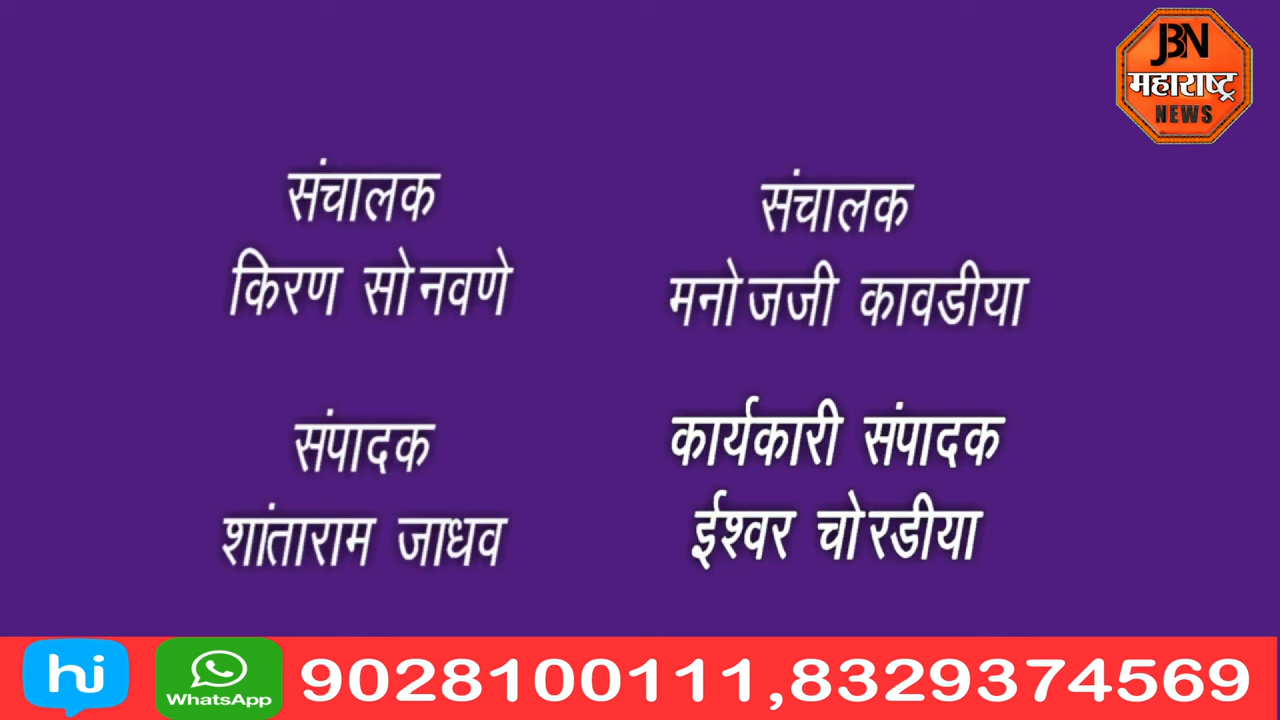 JBN
महाराष्ट्र
NEWS
संचालक
किरण सोनवणे
संचालक
मनोजजी कावडीया
संपादक
शांताराम जाधव
कार्यकारी संपादक
ईश्वर चोरडीया
hi
WhatsApp
9028100111,8329374569